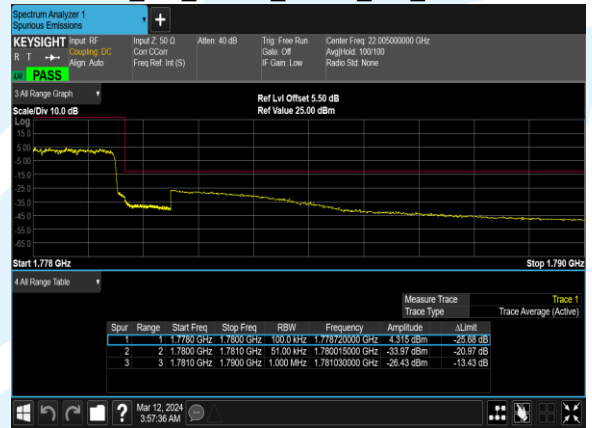 Spectrum Analyzer 1
Spurious Emissions
+
KEYSIGHT Input: RF Input Z: 50 Ω Atten: 40 dB Trig: Free Run Center Freq: 22.005000000 GHz
R T Coupling: DC Corr CCorr Gate: Off Avg|Hold: 100/100
Align: Auto Freq Ref: Int (S) IF Gain: Low Radio Std: None
PASS
3 All Range Graph Ref Lvl Offset 5.50 dB
Scale/Div 10.0 dB Ref Value 25.00 dBm
Log
15.0
5.00
-5.00
-15.0
-25.0
-35.0
-45.0
-55.0
-65.0
Start 1.778 GHz Stop 1.790 GHz
4 All Range Table
Measure Trace Trace 1
Trace Type Trace Average (Active)
Spur Range Start Freq Stop Freq RBW Frequency Amplitude ΔLimit
1 1 1.7780 GHz 1.7800 GHz 100.0 kHz 1.778720000 GHz 4.315 dBm -25.68 dB
2 2 1.7800 GHz 1.7810 GHz 51.00 kHz 1.780015000 GHz -33.97 dBm -20.97 dB
3 3 1.7810 GHz 1.7900 GHz 1.000 MHz 1.781030000 GHz -26.43 dBm -13.43 dB
? Mar 12, 2024
3:57:36 AM